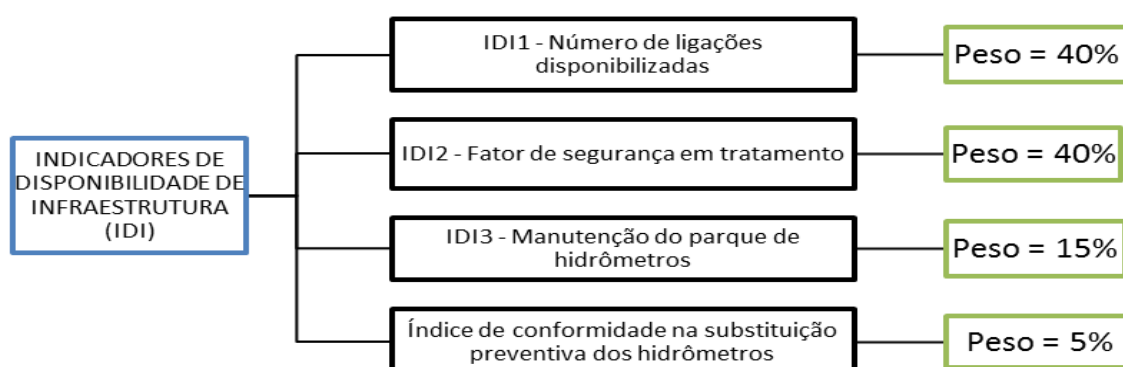 INDICADORES DE
DISPONIBILIDADE DE
INFRAESTRUTURA
(IDI)
IDI1 - Número de ligações
disponibilizadas
Peso = 40%
IDI2 - Fator de segurança em tratamento
Peso = 40%
IDI3 - Manutenção do parque de
hidrômetros
Peso = 15%
Índice de conformidade na substituição
preventiva dos hidrômetros
Peso = 5%